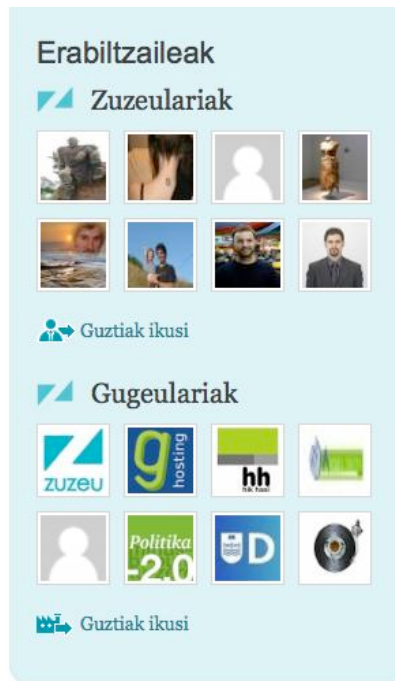 Erabiltzaileak
Zuzeulariak
Guztiak ikusi
Gugeulariak
ZUZEU
g hosting
hh
hik hasi
Politika
-2.0
D
Guztiak ikusi